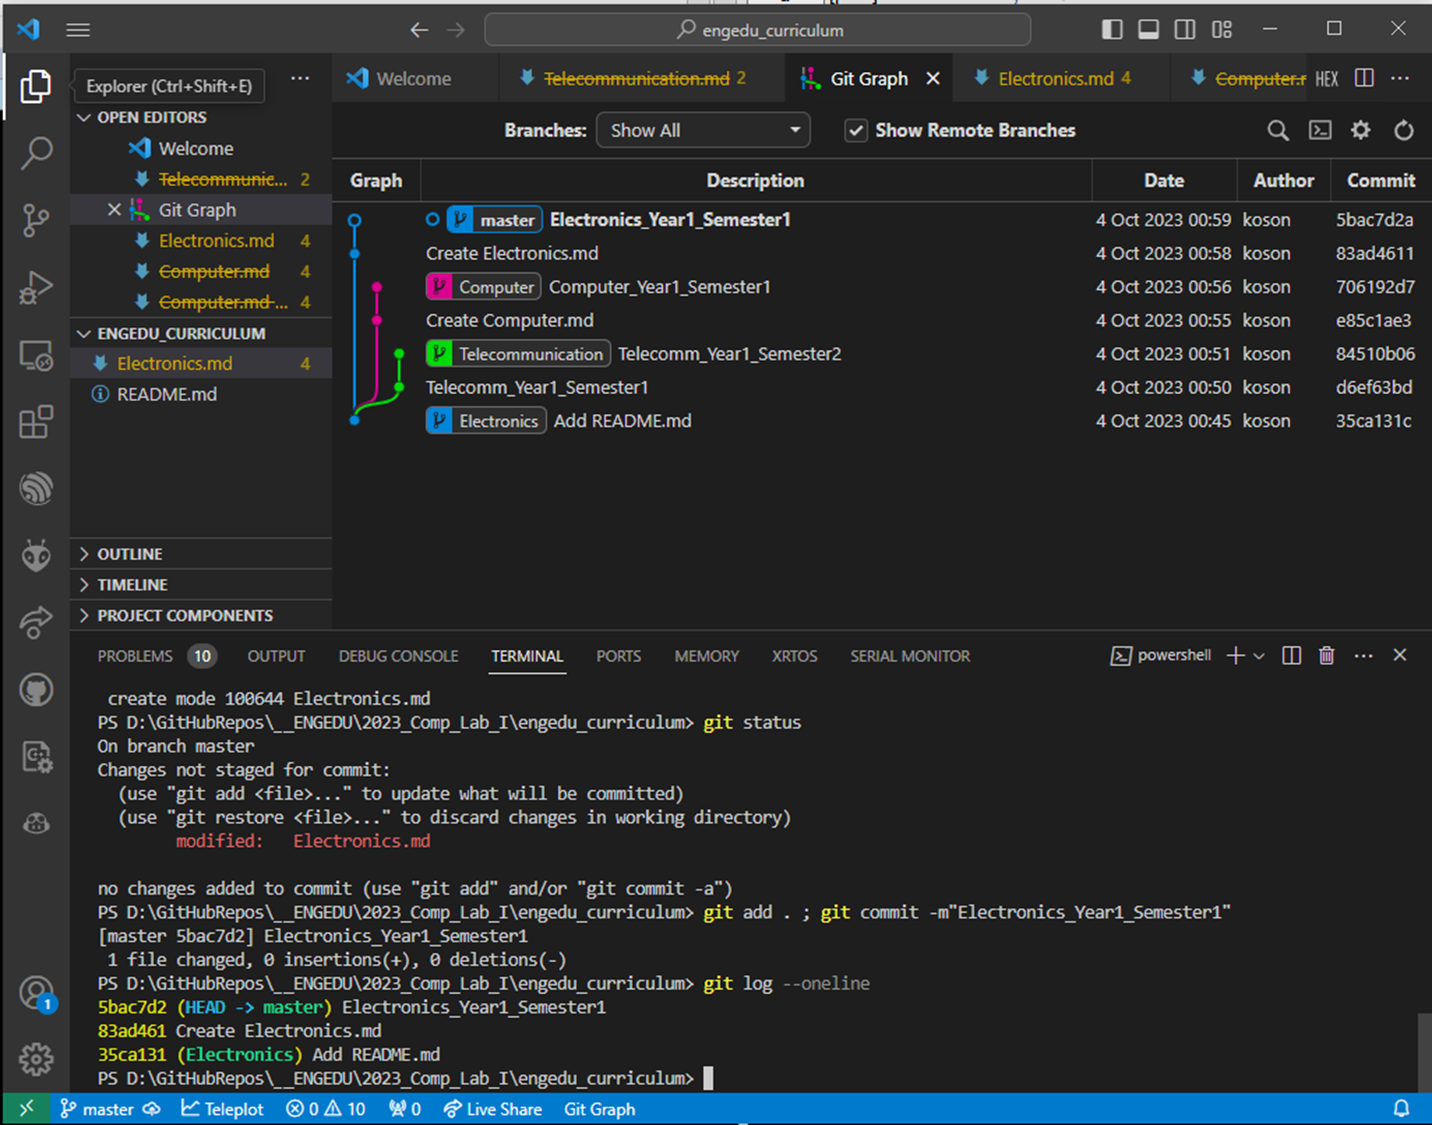 engedu_curriculum
Explorer (Ctrl+Shift+E)
Welcome
Telecommunication.md 2
Git Graph
Electronics.md 4
Computer.r
HEX
OPEN EDITORS
Welcome
Telecommunic... 2
Git Graph
Electronics.md 4
Computer.md 4
Computer.md ... 4
ENGEDU_CURRICULUM
Electronics.md 4
README.md
OUTLINE
TIMELINE
PROJECT COMPONENTS
Branches: Show All Show Remote Branches
Graph Description Date Author Commit
master Electronics_Year1_Semester1 4 Oct 2023 00:59 koson 5bac7d2a
Create Electronics.md 4 Oct 2023 00:58 koson 83ad4611
Computer Computer_Year1_Semester1 4 Oct 2023 00:56 koson 706192d7
Create Computer.md 4 Oct 2023 00:55 koson e85c1ae3
Telecommunication Telecomm_Year1_Semester2 4 Oct 2023 00:51 koson 84510b06
Telecomm_Year1_Semester1 4 Oct 2023 00:50 koson d6ef63bd
Electronics Add README.md 4 Oct 2023 00:45 koson 35ca131c
PROBLEMS 10 OUTPUT DEBUG CONSOLE TERMINAL PORTS MEMORY XRTOS SERIAL MONITOR powershell
create mode 100644 Electronics.md
PS D:\GitHubRepos\__ENGEDU\2023_Comp_Lab_I\engedu_curriculum> git status
On branch master
Changes not staged for commit:
(use "git add <file>..." to update what will be committed)
(use "git restore <file>..." to discard changes in working directory)
modified: Electronics.md
no changes added to commit (use "git add" and/or "git commit -a")
PS D:\GitHubRepos\__ENGEDU\2023_Comp_Lab_I\engedu_curriculum> git add . ; git commit -m"Electronics_Year1_Semester1"
[master 5bac7d2] Electronics_Year1_Semester1
1 file changed, 0 insertions(+), 0 deletions(-)
PS D:\GitHubRepos\__ENGEDU\2023_Comp_Lab_I\engedu_curriculum> git log --oneline
5bac7d2 (HEAD -> master) Electronics_Year1_Semester1
83ad461 Create Electronics.md
35ca131 (Electronics) Add README.md
PS D:\GitHubRepos\__ENGEDU\2023_Comp_Lab_I\engedu_curriculum>
1
master Teleplot 0 10 0 Live Share Git Graph